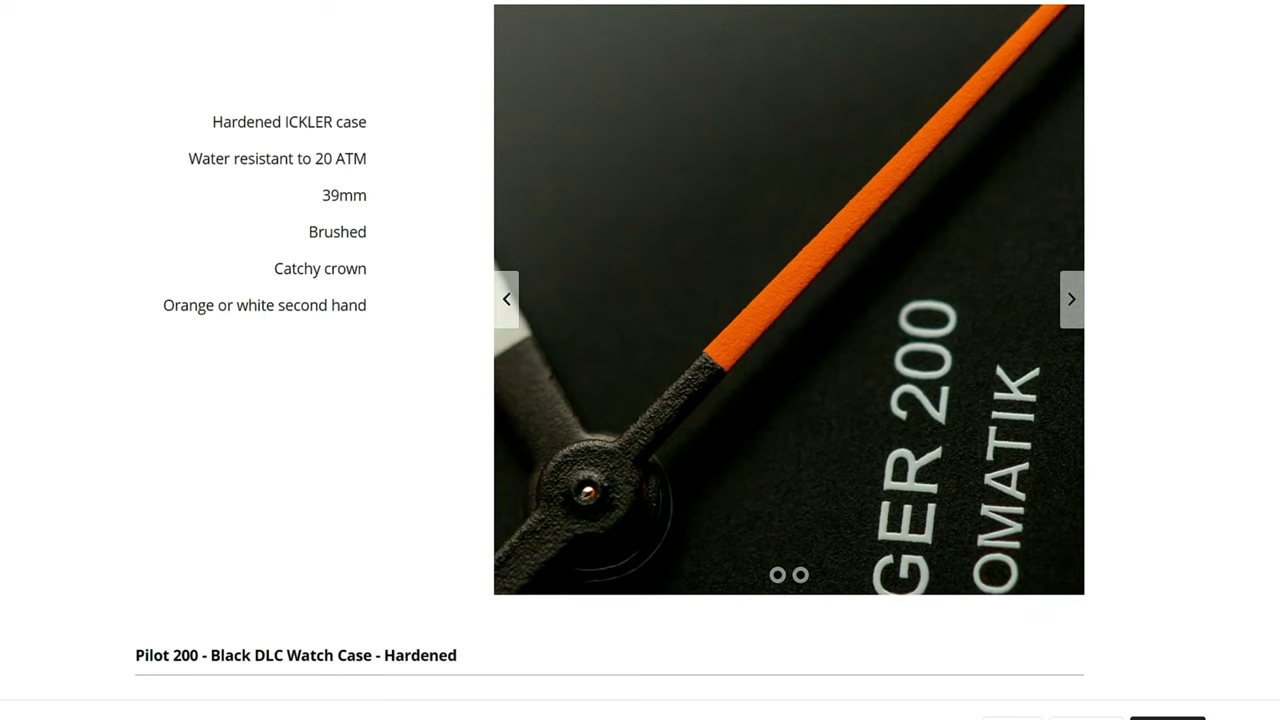 Hardened ICKLER case
Water resistant to 20 ATM
39mm
Brushed
Catchy crown
Orange or white second hand
GER 200
OMATIK
Pilot 200 - Black DLC Watch Case - Hardened